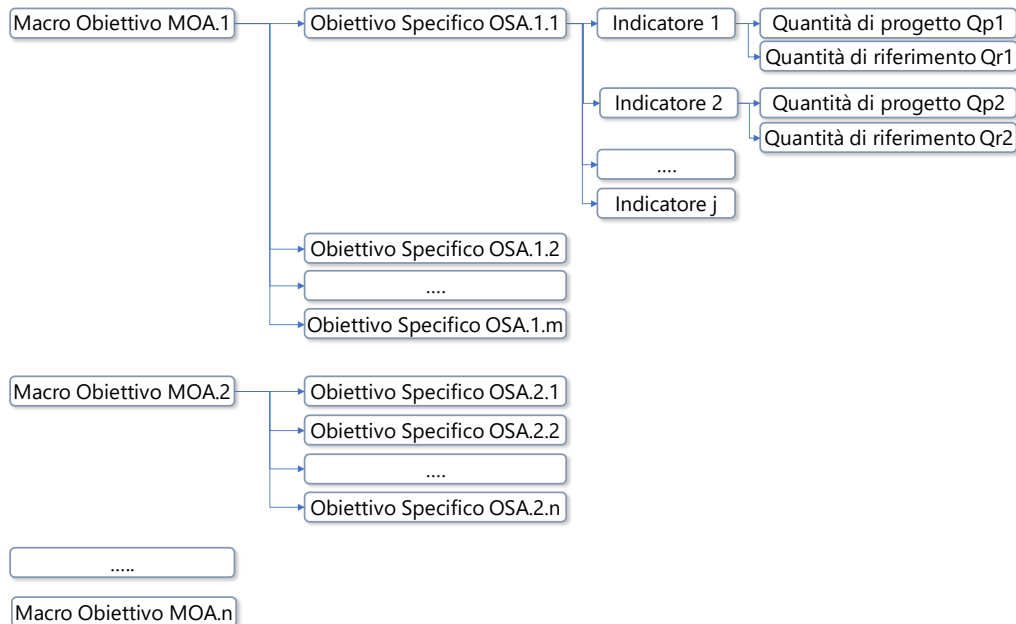 Macro Obiettivo MOA.1
Obiettivo Specifico OSA.1.1
Indicatore 1
Quantità di progetto Qp1
Quantità di riferimento Qr1
Indicatore 2
Quantità di progetto Qp2
Quantità di riferimento Qr2
....
Indicatore j
Obiettivo Specifico OSA.1.2
....
Obiettivo Specifico OSA.1.m
Macro Obiettivo MOA.2
Obiettivo Specifico OSA.2.1
Obiettivo Specifico OSA.2.2
....
Obiettivo Specifico OSA.2.n
.....
Macro Obiettivo MOA.n